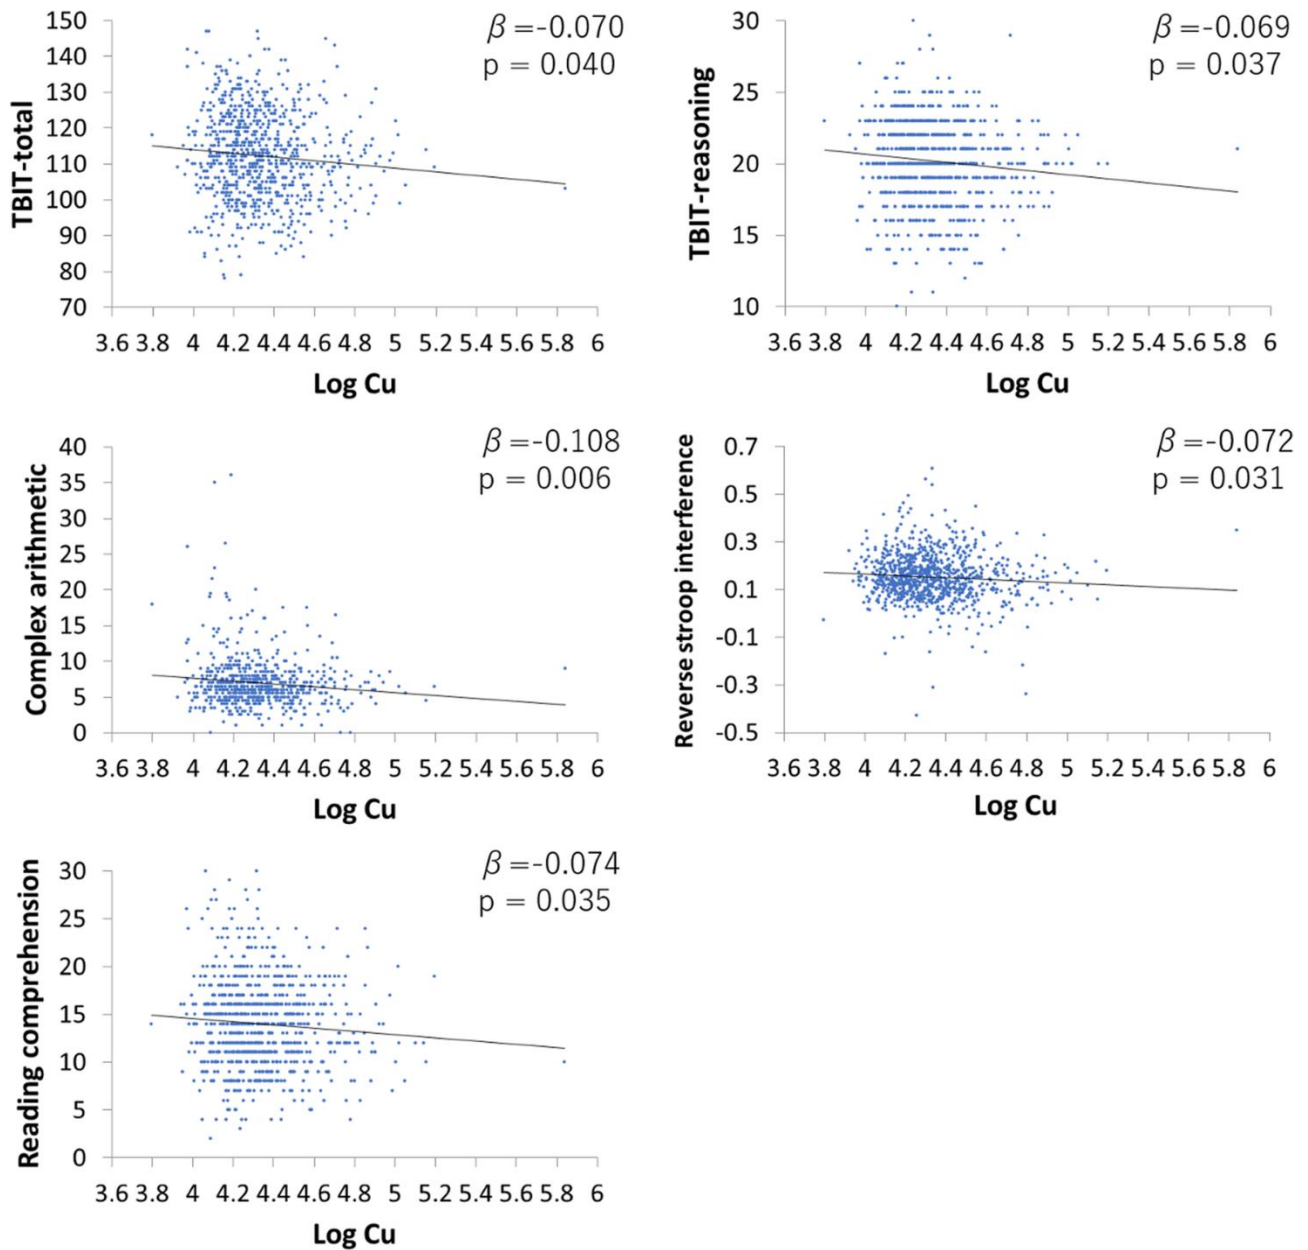 β =-0.070
p = 0.040
TBIT-total
150
140
130
120
110
100
90
80
70
3.6 3.8 4 4.2 4.4 4.6 4.8 5 5.2 5.4 5.6 5.8 6
Log Cu
β =-0.069
p = 0.037
TBIT-reasoning
30
25
20
15
10
3.6 3.8 4 4.2 4.4 4.6 4.8 5 5.2 5.4 5.6 5.8 6
Log Cu
β =-0.108
p = 0.006
Complex arithmetic
40
35
30
25
20
15
10
5
0
3.6 3.8 4 4.2 4.4 4.6 4.8 5 5.2 5.4 5.6 5.8 6
Log Cu
β =-0.072
p = 0.031
Reverse stroop interference
0.7
0.5
0.3
0.1
-0.1
-0.3
-0.5
3.6 3.8 4 4.2 4.4 4.6 4.8 5 5.2 5.4 5.6 5.8 6
Log Cu
β =-0.074
p = 0.035
Reading comprehension
30
25
20
15
10
5
0
3.6 3.8 4 4.2 4.4 4.6 4.8 5 5.2 5.4 5.6 5.8 6
Log Cu